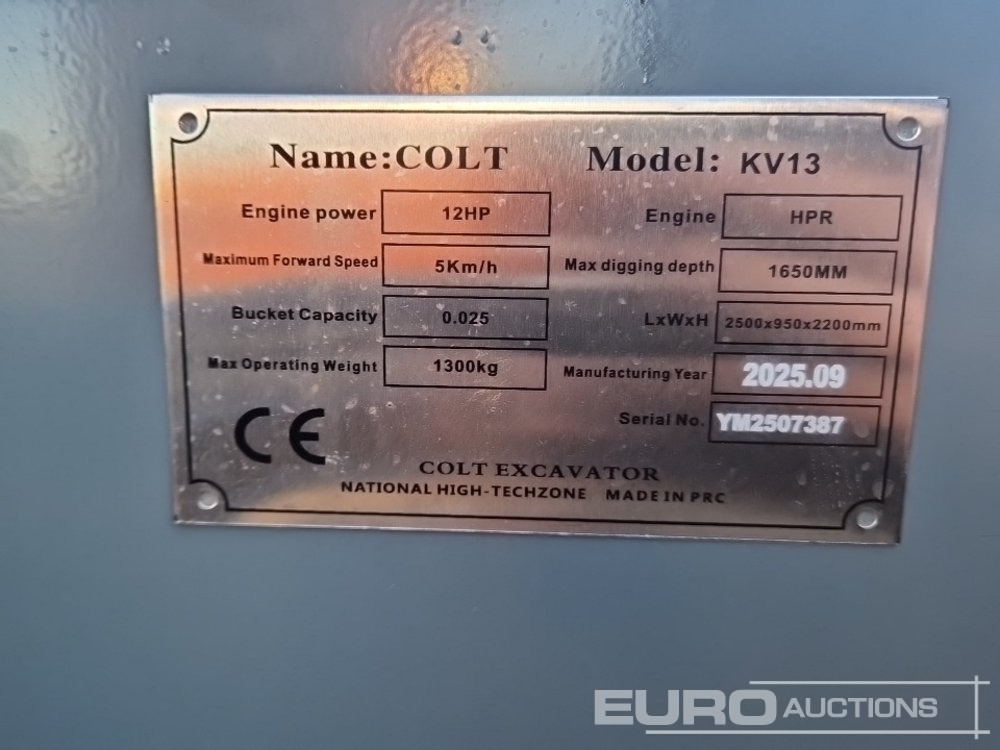 Name:COLT Model: KV13
Engine power 12HP Engine HPR
Maximum Forward Speed 5Km/h Max digging depth 1650MM
Bucket Capacity 0.025 LxWxH 2500x950x2200mm
Max Operating Weight 1300kg Manufacturing Year 2025.09
Serial No. YM2507387
CE
COLT EXCAVATOR
NATIONAL HIGH-TECHZONE MADE IN PRC
EURO AUCTIONS